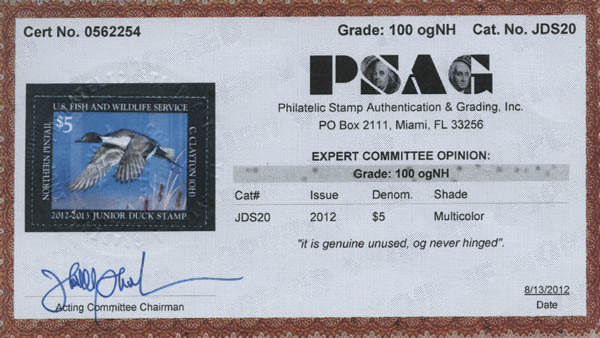 Cert No. 0562254
Grade: 100 ogNH
Cat. No. JDS20
PSAG
Philatelic Stamp Authentication & Grading, Inc.
PO Box 2111, Miami, FL 33256
U.S. FISH AND WILDLIFE SERVICE
$5
NORTHERN PINTAIL
2012-2013 JUNIOR DUCK STAMP
EXPERT COMMITTEE OPINION:
Grade: 100 ogNH
Cat# Issue Denom. Shade
JDS20 2012 $5 Multicolor
"it is genuine unused, og never hinged".
Acting Committee Chairman
8/13/2012
Date